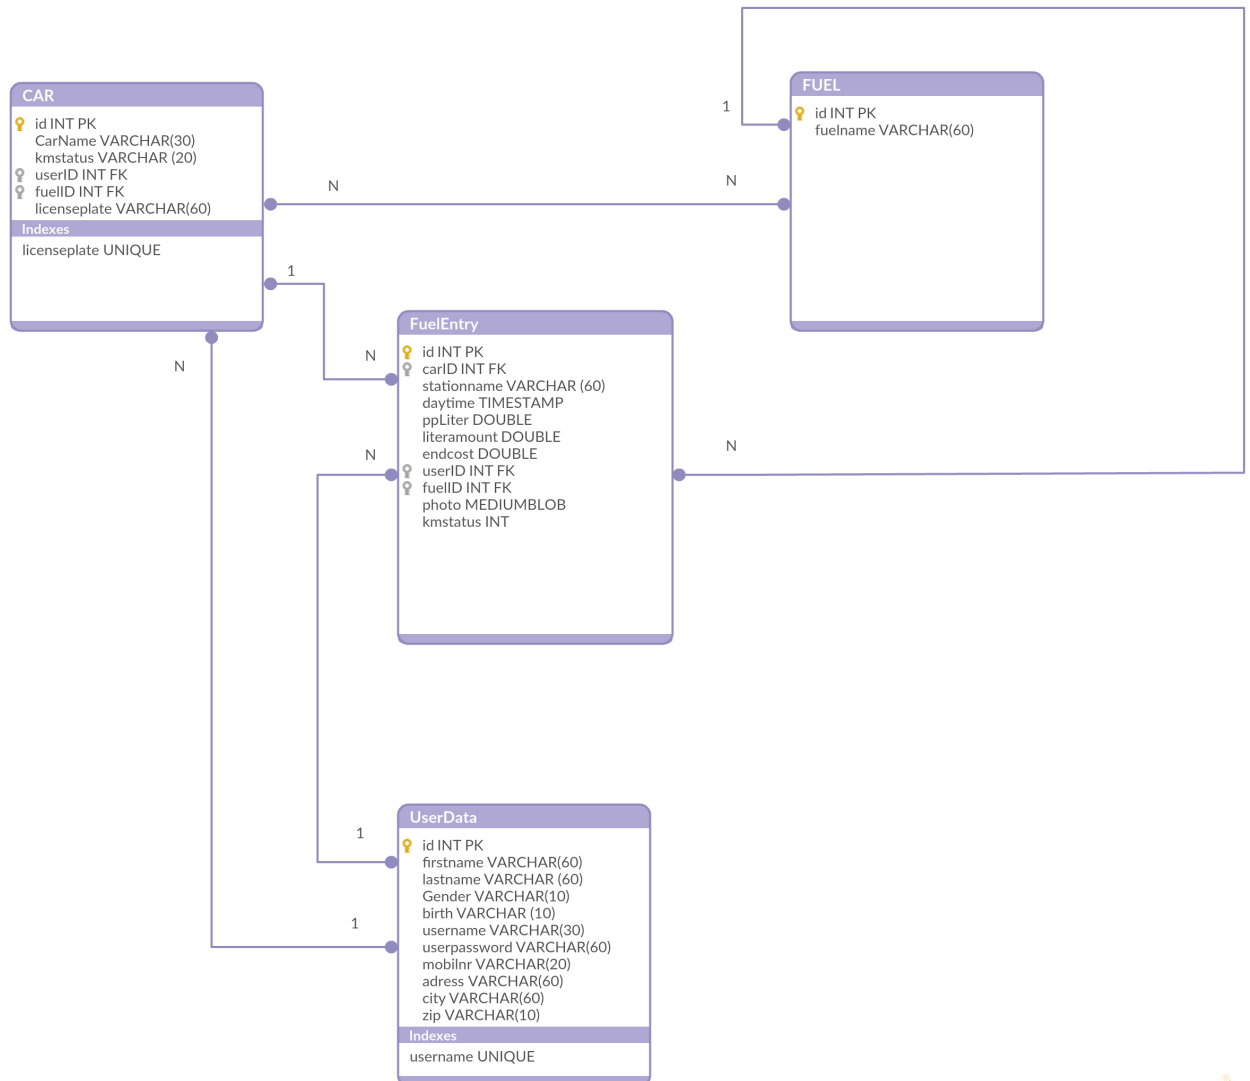 CAR
id INT PK
CarName VARCHAR(30)
kmstatus VARCHAR (20)
userID INT FK
fuelID INT FK
licenseplate VARCHAR(60)
Indexes
licenseplate UNIQUE
FUEL
id INT PK
fuelname VARCHAR(60)
1
N
N
1
N
FuelEntry
id INT PK
carID INT FK
stationname VARCHAR (60)
daytime TIMESTAMP
ppLiter DOUBLE
literamount DOUBLE
endcost DOUBLE
userID INT FK
fuelID INT FK
photo MEDIUMBLOB
kmstatus INT
N
N
N
1
1
UserData
id INT PK
firstname VARCHAR(60)
lastname VARCHAR (60)
Gender VARCHAR(10)
birth VARCHAR (10)
username VARCHAR(30)
userpassword VARCHAR(60)
mobilnr VARCHAR(20)
adress VARCHAR(60)
city VARCHAR(60)
zip VARCHAR(10)
Indexes
username UNIQUE